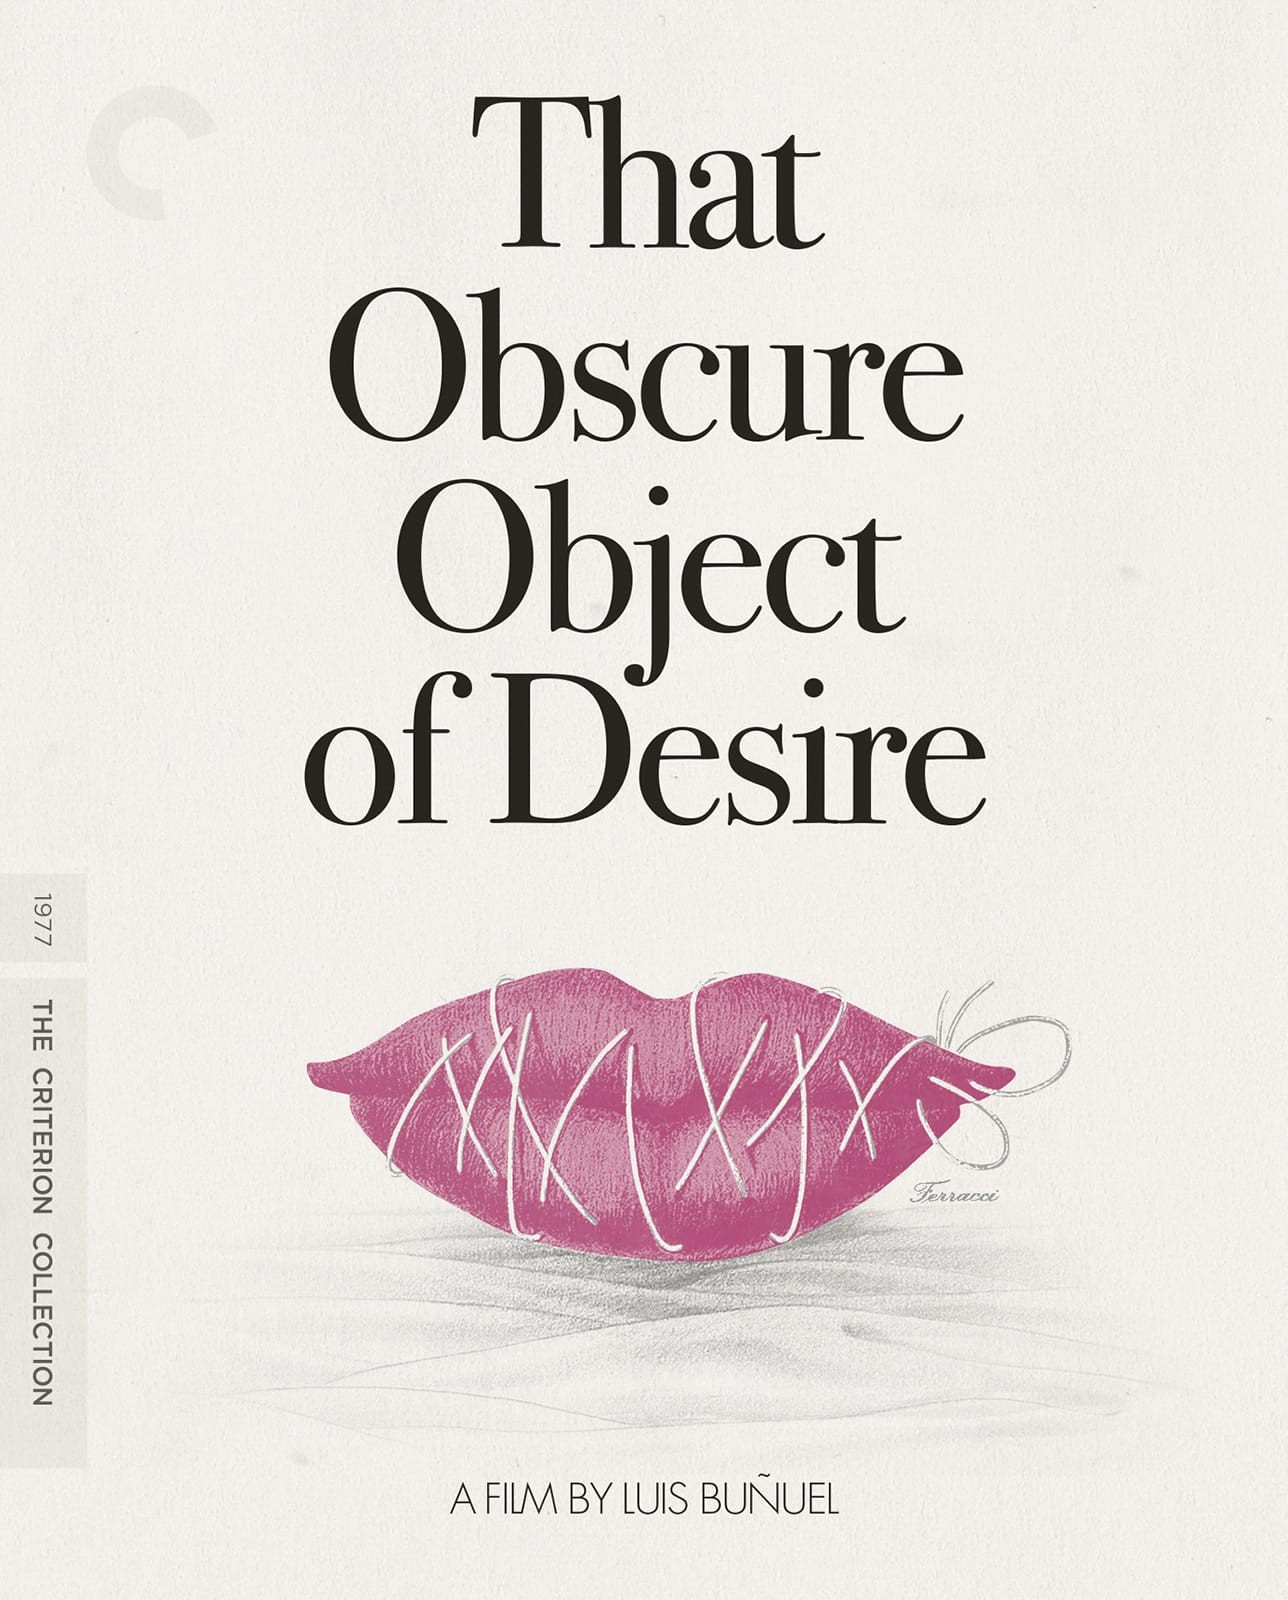 That
Obscure
Object
of Desire
1977
THE CRITERION COLLECTION
Ferracci
A FILM BY LUIS BUÑUEL